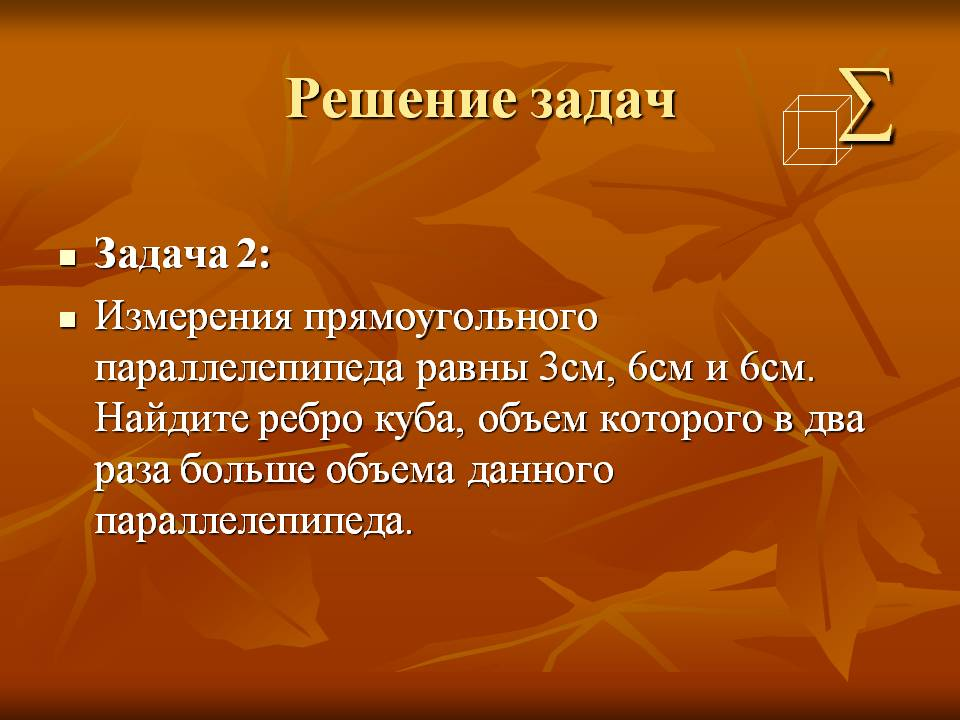 Решение задач
∑
Задача 2:
Измерения прямоугольного
параллелепипеда равны 3см, 6см и 6см.
Найдите ребро куба, объем которого в два
раза больше объема данного
параллелепипеда.